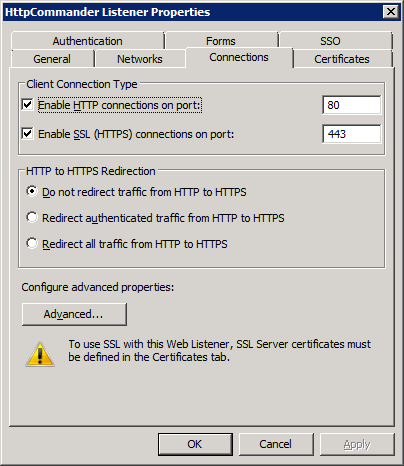 HttpCommander Listener Properties
Authentication Forms SSO
General Networks Connections Certificates
Client Connection Type
Enable HTTP connections on port: 80
Enable SSL (HTTPS) connections on port: 443
HTTP to HTTPS Redirection
Do not redirect traffic from HTTP to HTTPS
Redirect authenticated traffic from HTTP to HTTPS
Redirect all traffic from HTTP to HTTPS
Configure advanced properties:
Advanced...
To use SSL with this Web Listener, SSL Server certificates must
be defined in the Certificates tab.
OK Cancel Apply